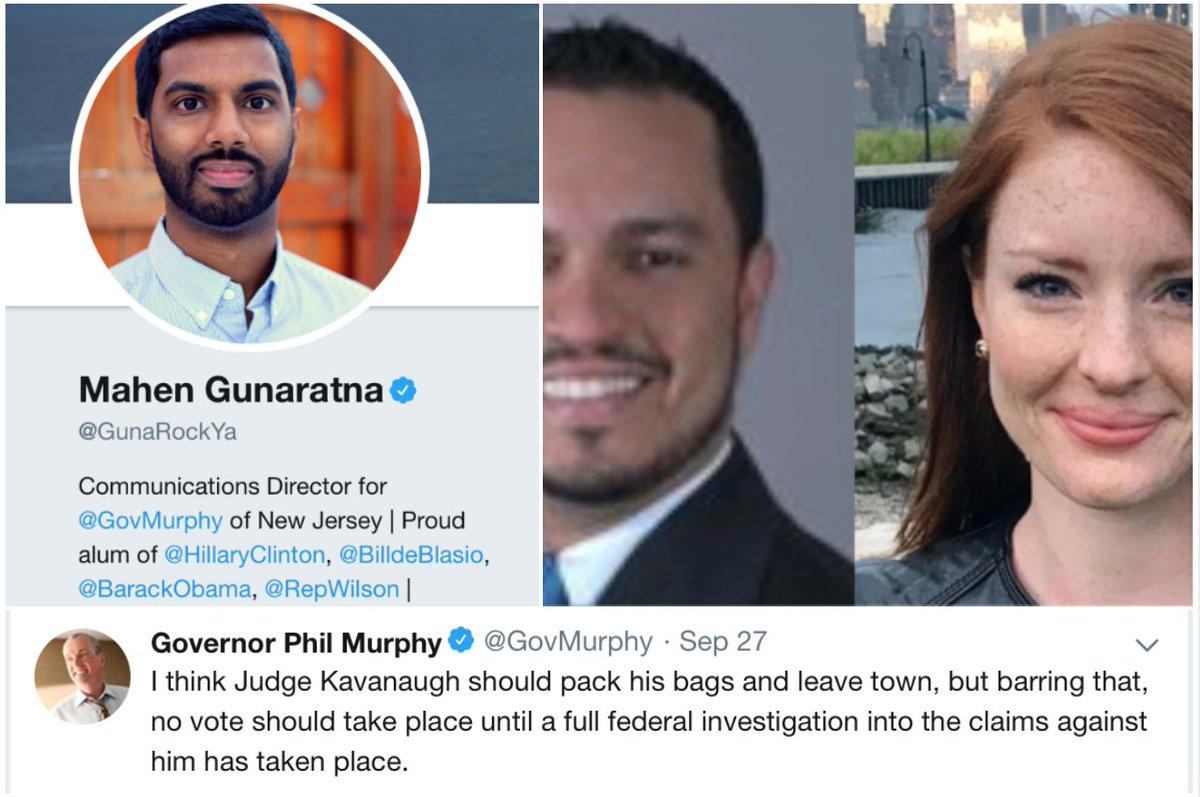 Mahen Gunaratna
@GunaRockYa
Communications Director for
@GovMurphy of New Jersey | Proud
alum of @HillaryClinton, @BilldeBlasio,
@BarackObama, @RepWilson |
Governor Phil Murphy @GovMurphy · Sep 27
I think Judge Kavanaugh should pack his bags and leave town, but barring that,
no vote should take place until a full federal investigation into the claims against
him has taken place.